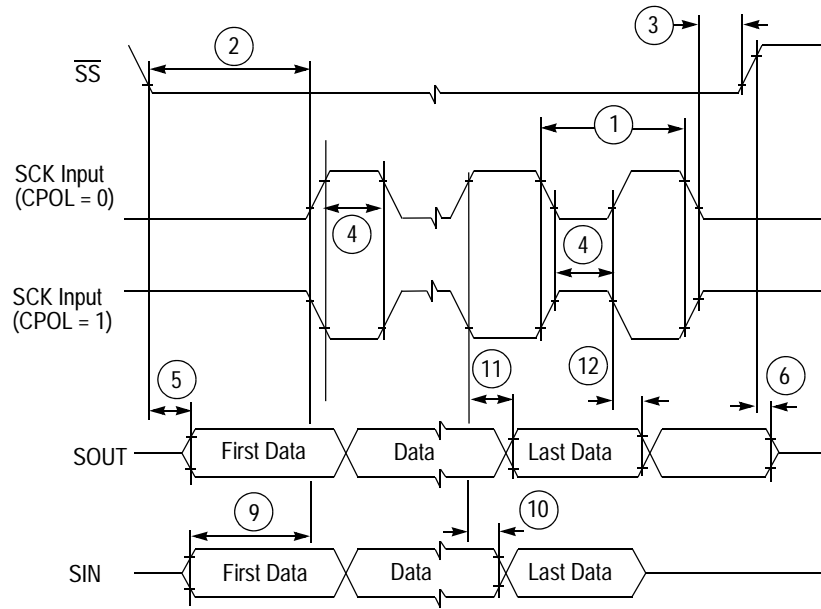 3
2
SS
1
SCK Input
(CPOL = 0)
4
4
SCK Input
(CPOL = 1)
5
11
12
6
SOUT
First Data
Data
Last Data
9
10
SIN
First Data
Data
Last Data